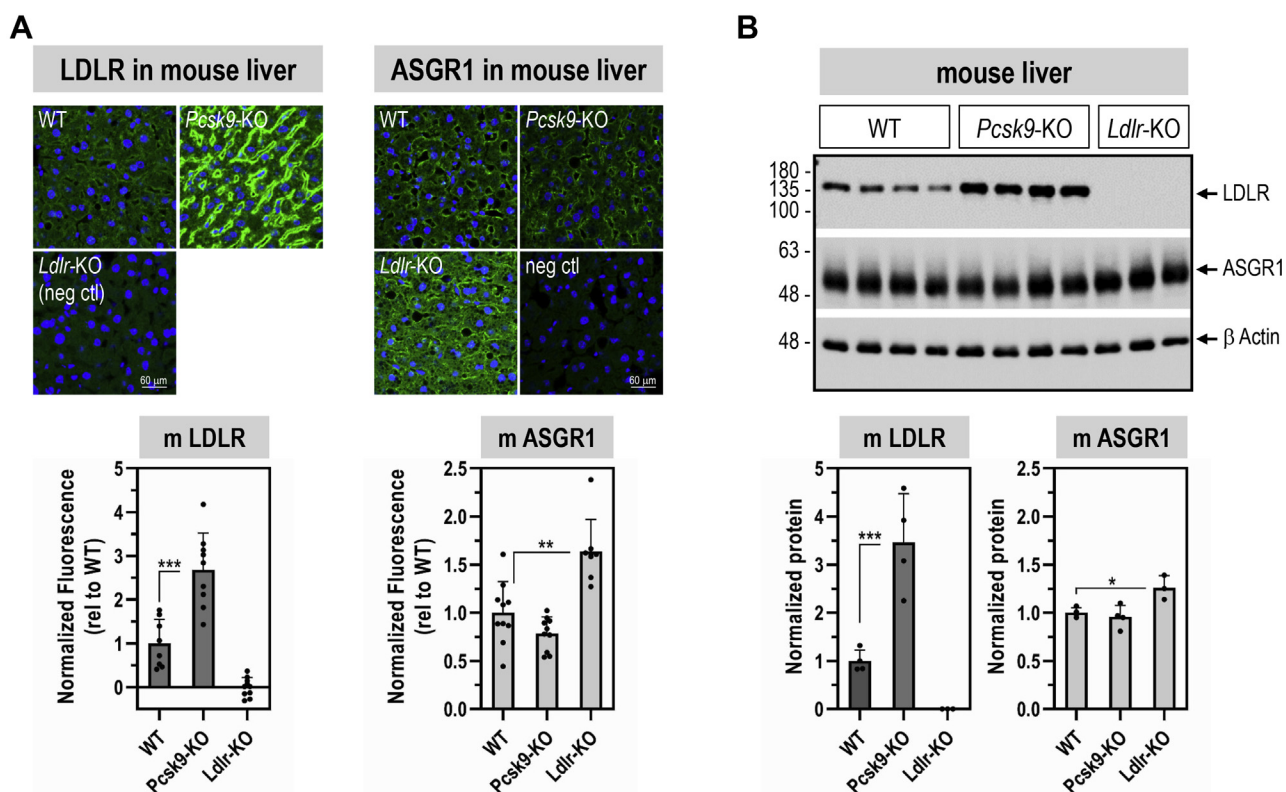 A
LDLR in mouse liver
WT
Pcsk9-KO
Ldlr-KO
(neg ctl)
60 µm
ASGR1 in mouse liver
WT
Pcsk9-KO
Ldlr-KO
neg ctl
60 µm
m LDLR
Normalized Fluorescence
(rel to WT)
5
4
3
2
1
0
***
WT
Pcsk9-KO
Ldlr-KO
m ASGR1
Normalized Fluorescence
(rel to WT)
2.5
2.0
1.5
1.0
0.5
0.0
**
WT
Pcsk9-KO
Ldlr-KO
B
mouse liver
WT
Pcsk9-KO
Ldlr-KO
180 -
135 -
100 -
LDLR
63
48 -
ASGR1
48 -
β Actin
m LDLR
Normalized protein
5
4
3
2
1
0
***
WT
Pcsk9-KO
Ldlr-KO
m ASGR1
Normalized protein
2.5
2.0
1.5
1.0
0.5
0.0
*
WT
Pcsk9-KO
Ldlr-KO